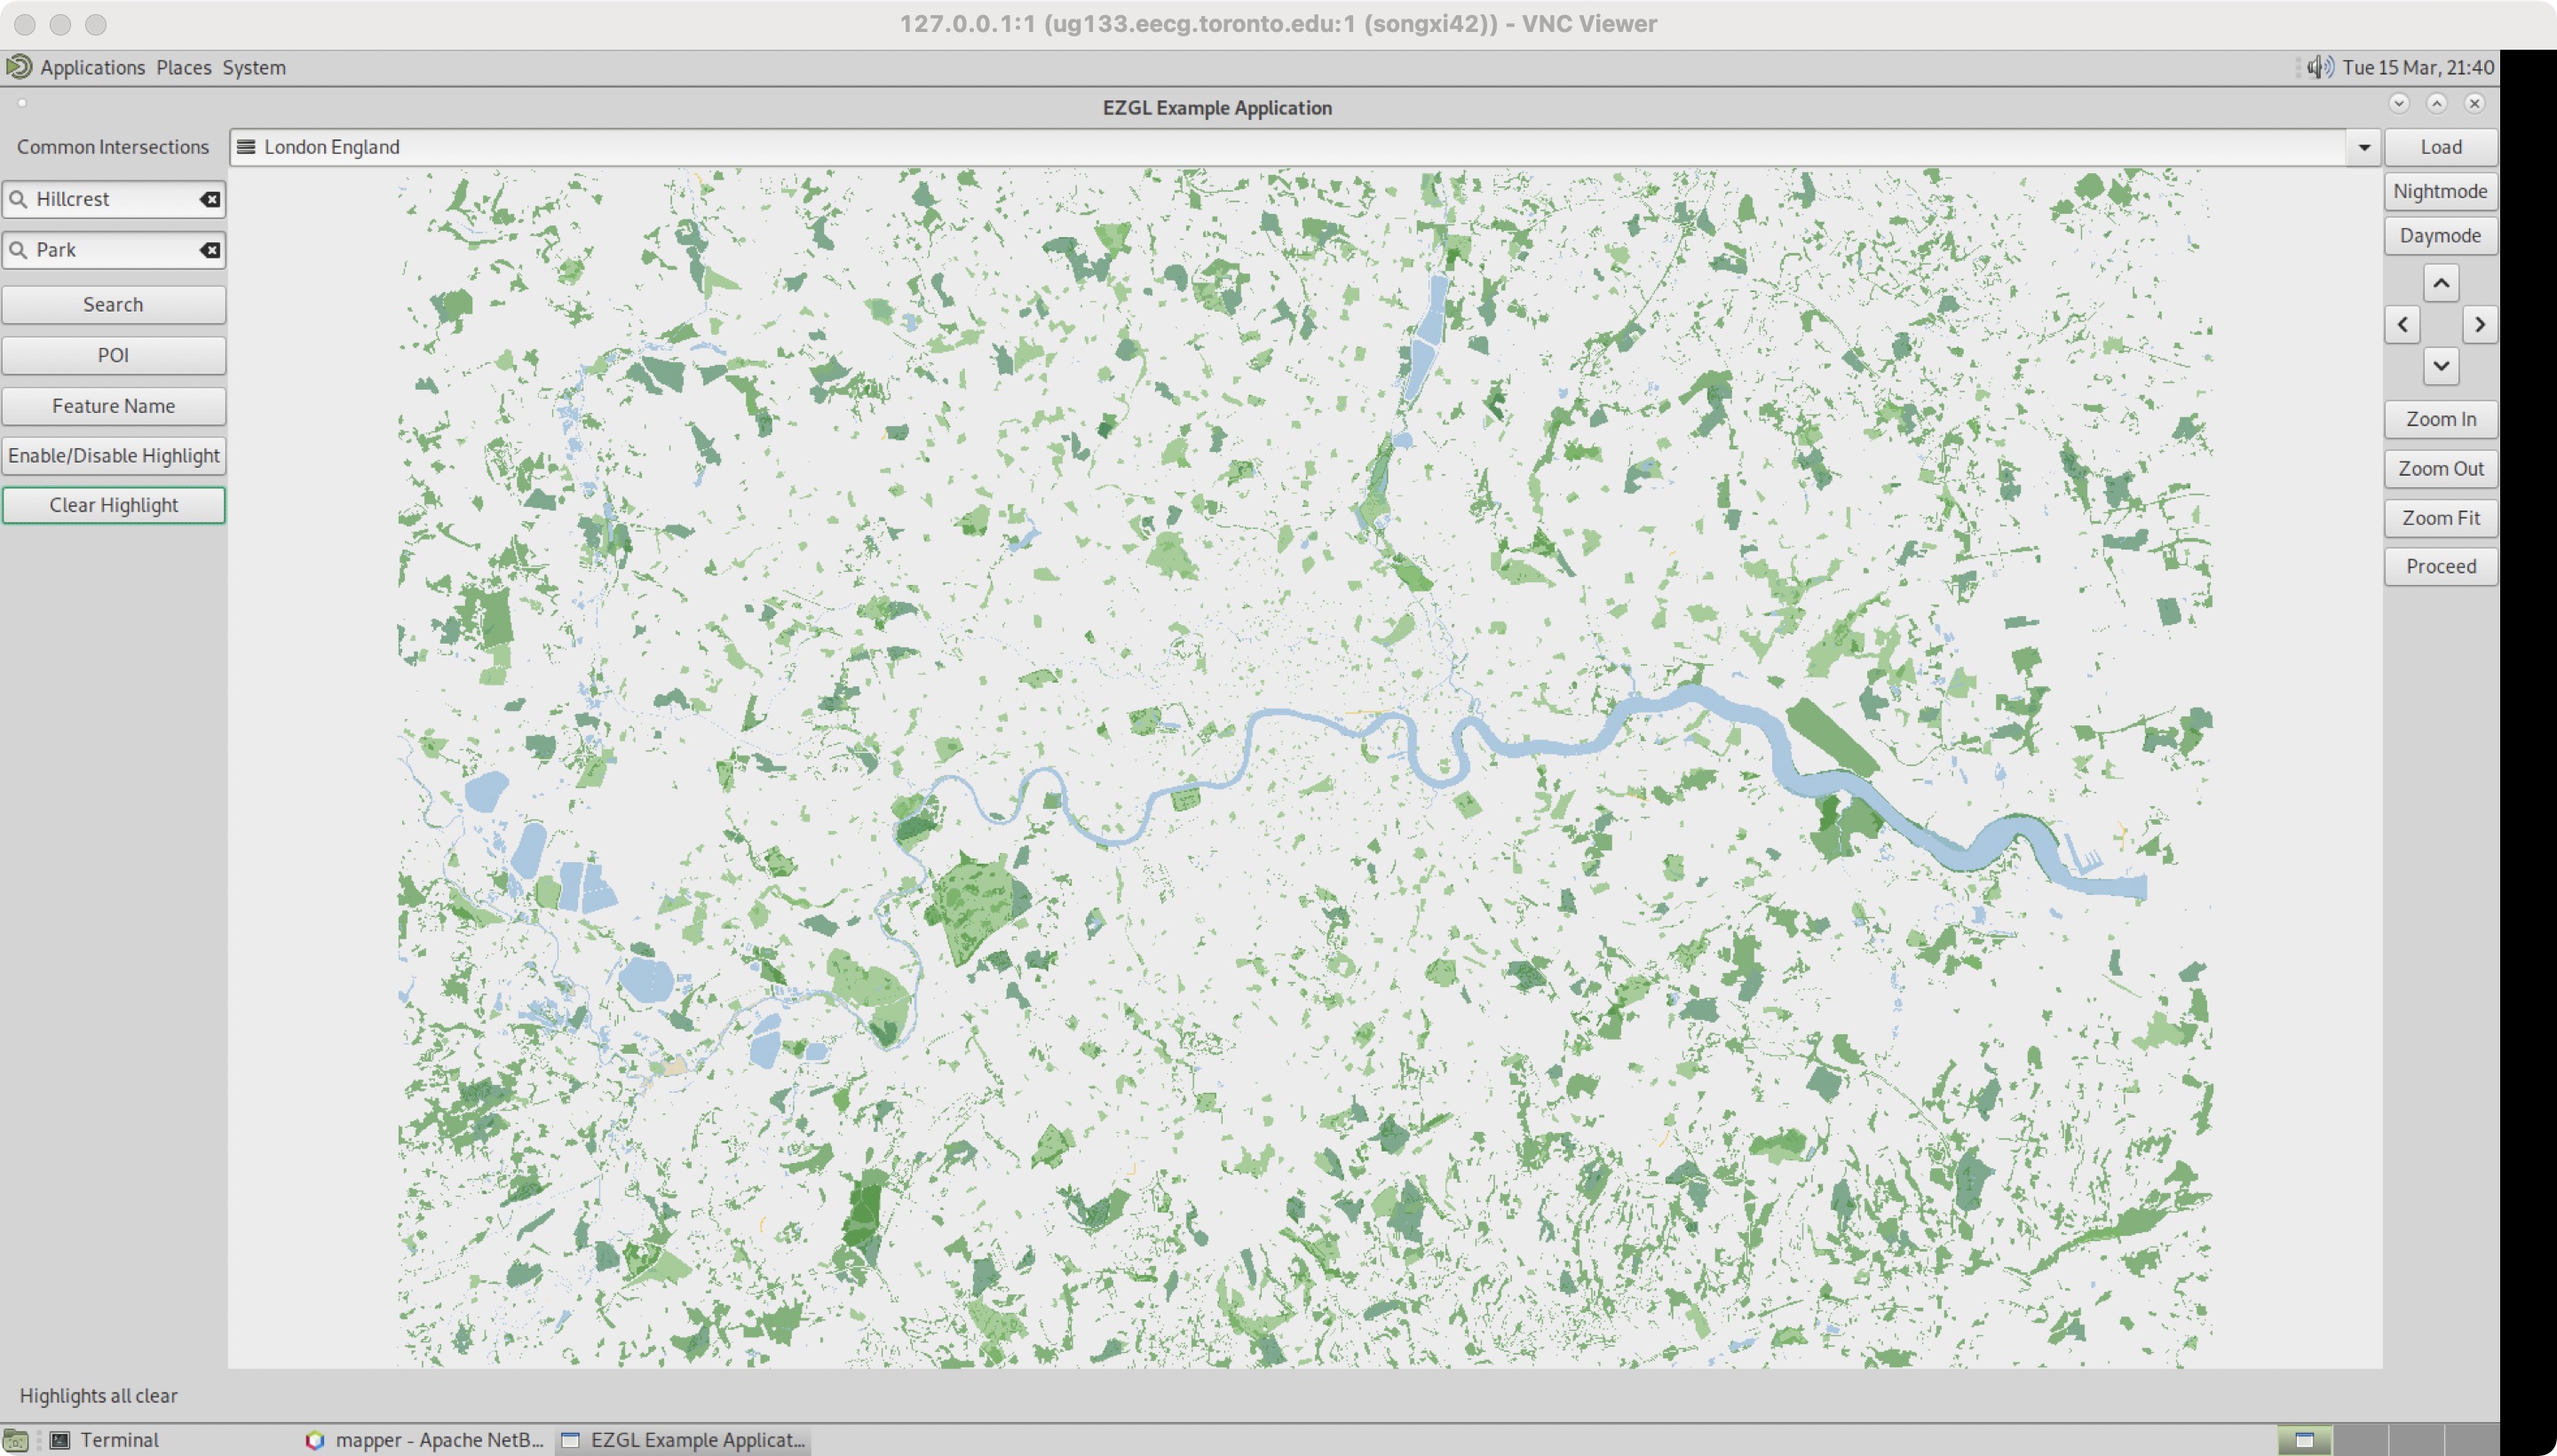 127.0.0.1:1 (ug133.eecg.toronto.edu:1 (songxi42)) - VNC Viewer
Applications Places System
Tue 15 Mar, 21:40
EZGL Example Application
Common Intersections
London England
Load
Hillcrest
Nightmode
Park
Daymode
Search
POI
Feature Name
Zoom In
Enable/Disable Highlight
Zoom Out
Clear Highlight
Zoom Fit
Proceed
Highlights all clear
Terminal
mapper - Apache NetB...
EZGL Example Applicat...